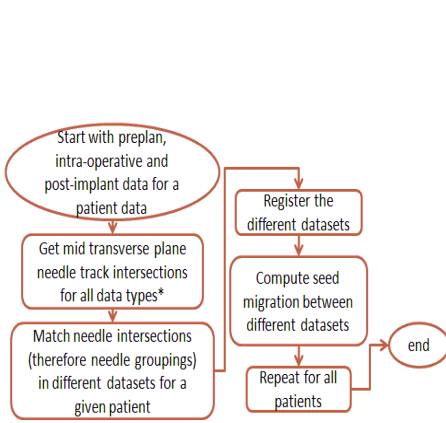 Start with preplan,
intra-operative and
post-implant data for a
patient data
Get mid transverse plane
needle track intersections
for all data types*
Match needle intersections
(therefore needle groupings)
in different datasets for a
given patient
Register the
different datasets
Compute seed
migration between
different datasets
Repeat for all
patients
end